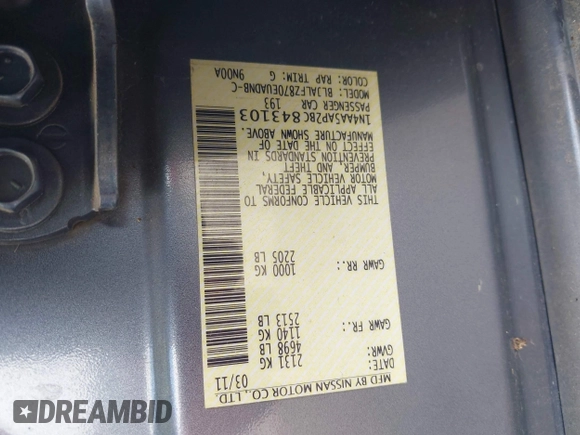 MFD BY NISSAN MOTOR CO., LTD.
DATE: 03/11
GVWR: 2131 KG
4698 LB
GAWR FR.: 1140 KG
2513 LB
GAWR RR.: 1000 KG
2205 LB
THIS VEHICLE CONFORMS TO
ALL APPLICABLE FEDERAL
MOTOR VEHICLE SAFETY,
BUMPER, AND THEFT
PREVENTION STANDARDS IN
EFFECT ON THE DATE OF
MANUFACTURE SHOWN ABOVE.
1N4AA5AP2BC843103
PASSENGER CAR 193
MODEL: BLJALFZ870EUADNB-C
COLOR: RAP TRIM: G 9N00A
DREAMBID